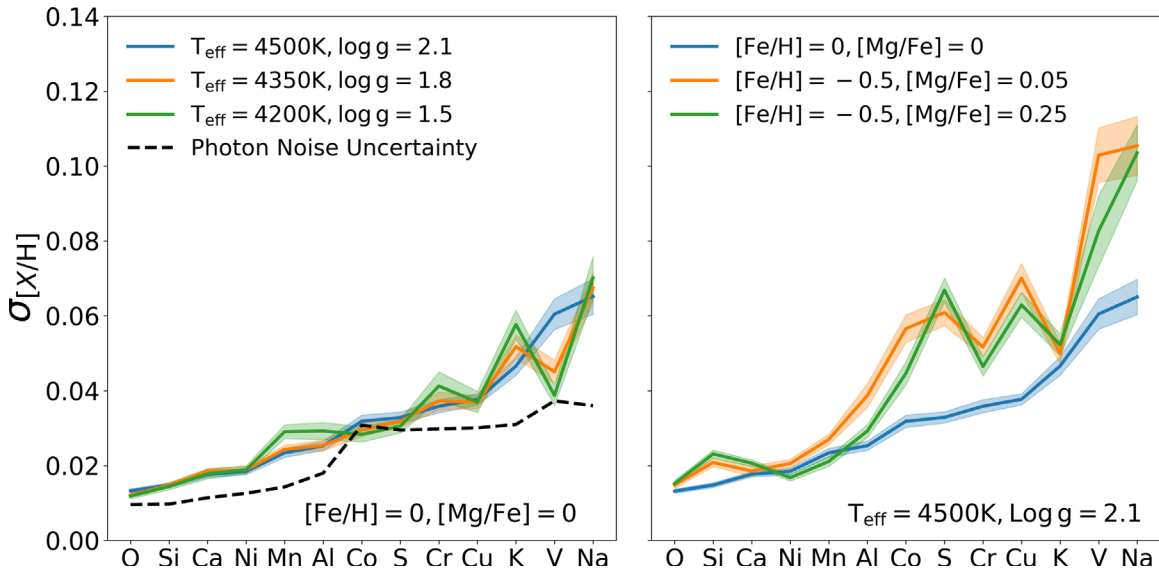 σ[X/H]
0.14
0.12
0.10
0.08
0.06
0.04
0.02
0.00
Teff = 4500K, log g = 2.1
Teff = 4350K, log g = 1.8
Teff = 4200K, log g = 1.5
Photon Noise Uncertainty
[Fe/H] = 0, [Mg/Fe] = 0
O Si Ca Ni Mn Al Co S Cr Cu K V Na
[Fe/H] = 0, [Mg/Fe] = 0
[Fe/H] = − 0.5, [Mg/Fe] = 0.05
[Fe/H] = − 0.5, [Mg/Fe] = 0.25
Teff = 4500K, Log g = 2.1
O Si Ca Ni Mn Al Co S Cr Cu K V Na